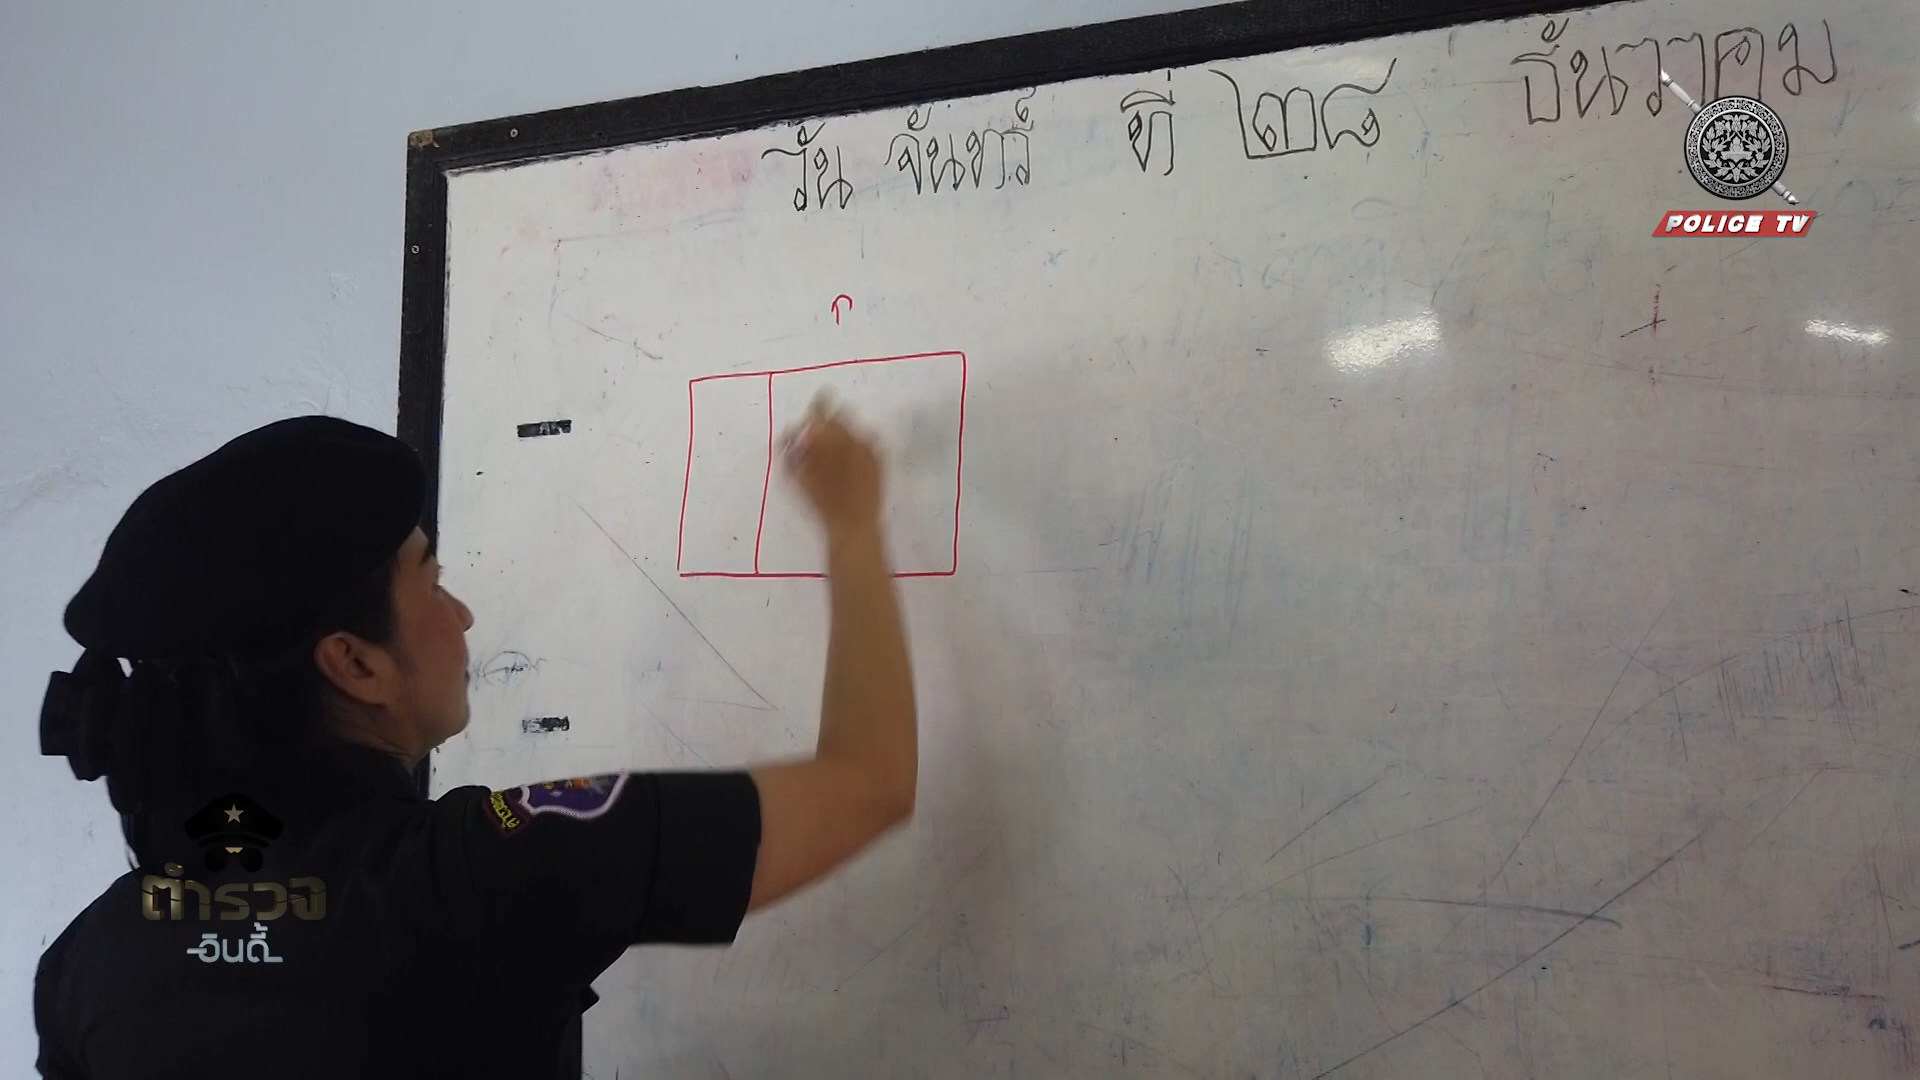 วัน จันทร์ ที่ ๒๘ ธันวาคม
POLICE TV
ก
ตำรวจ
อินดี้